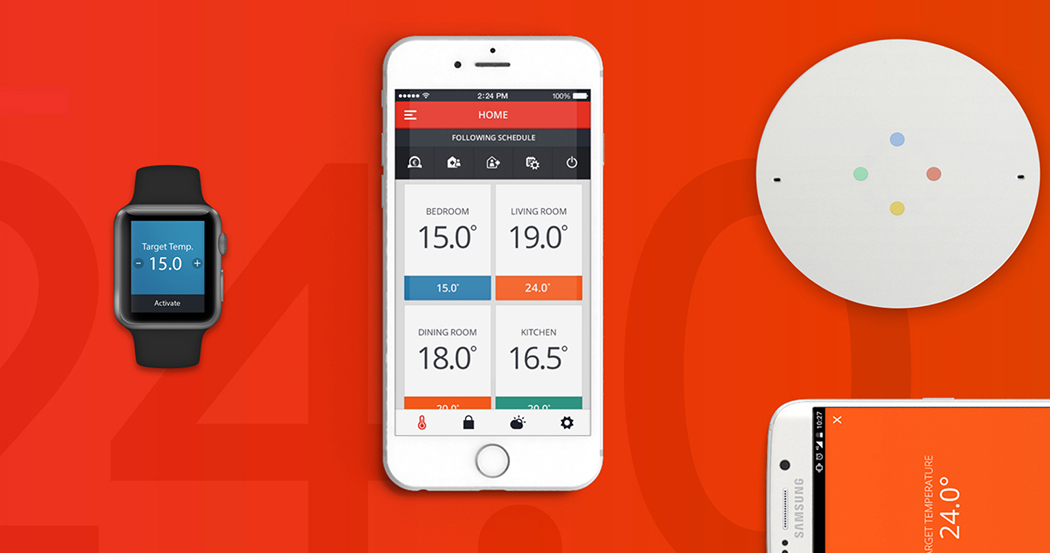 24.0
Target Temp.
- 15.0 +
Activate
2:24 PM
100%
HOME
FOLLOWING SCHEDULE
€
BEDROOM
15.0°
15.0°
LIVING ROOM
19.0°
24.0°
DINING ROOM
18.0°
20.0°
KITCHEN
16.5°
20.0°
10:27
SAMSUNG
ARGET TEMPERATURE
24.0°